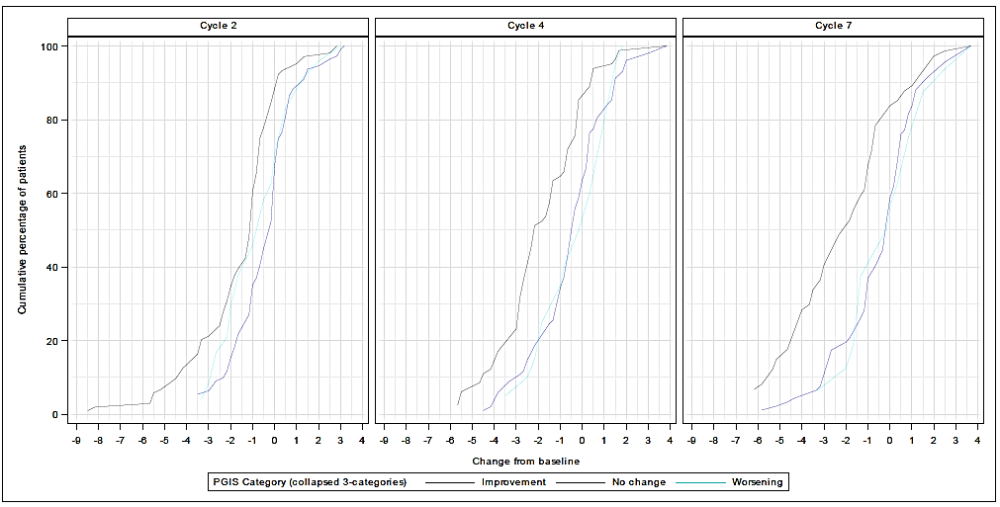 Cycle 2 Cycle 4 Cycle 7
100
80
60
40
20
0
Cumulative percentage of patients
-9 -8 -7 -6 -5 -4 -3 -2 -1 0 1 2 3 4 -9 -8 -7 -6 -5 -4 -3 -2 -1 0 1 2 3 4 -9 -8 -7 -6 -5 -4 -3 -2 -1 0 1 2 3 4
Change from baseline
PGIS Category (collapsed 3-categories) Improvement No change Worsening